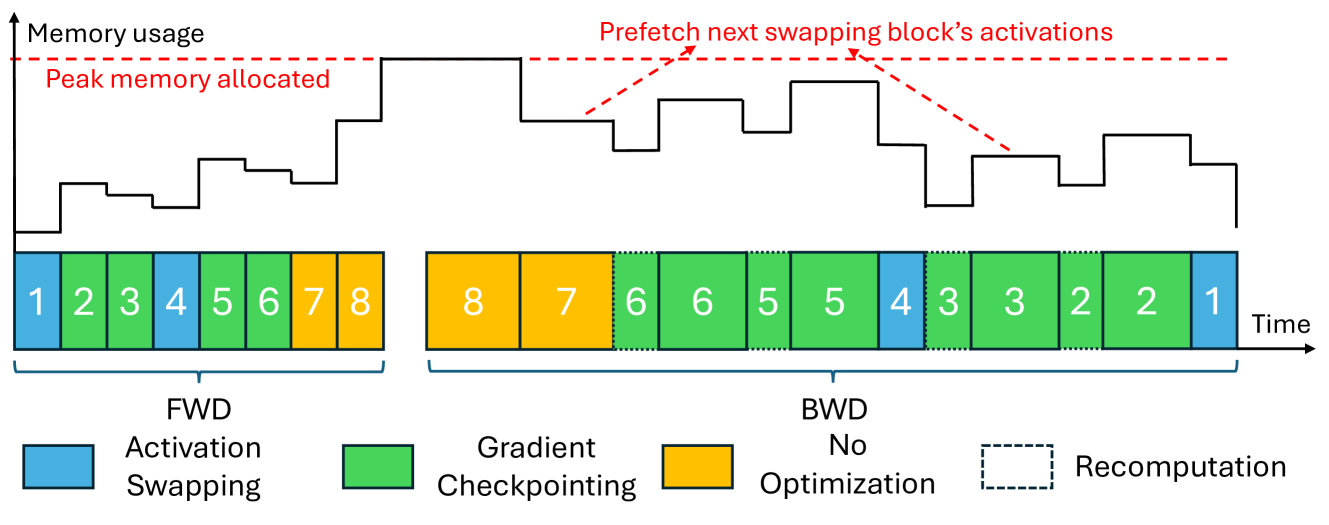 Memory usage
Prefetch next swapping block's activations
Peak memory allocated
1 2 3 4 5 6 7 8
8 7 6 6 5 5 4 3 3 2 2 1
Time
FWD
BWD
Activation
Swapping
Gradient
Checkpointing
No
Optimization
Recomputation